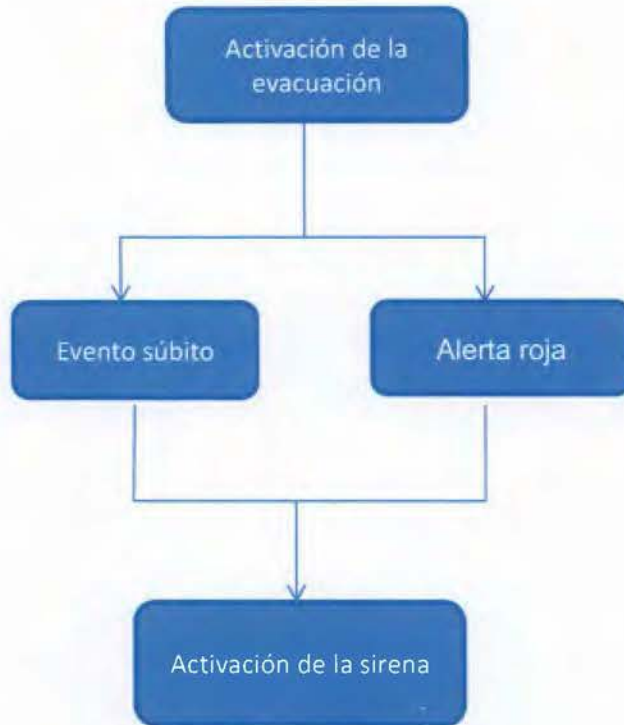 Activación de la
evacuación
Evento súbito
Alerta roja
Activación de la sirena